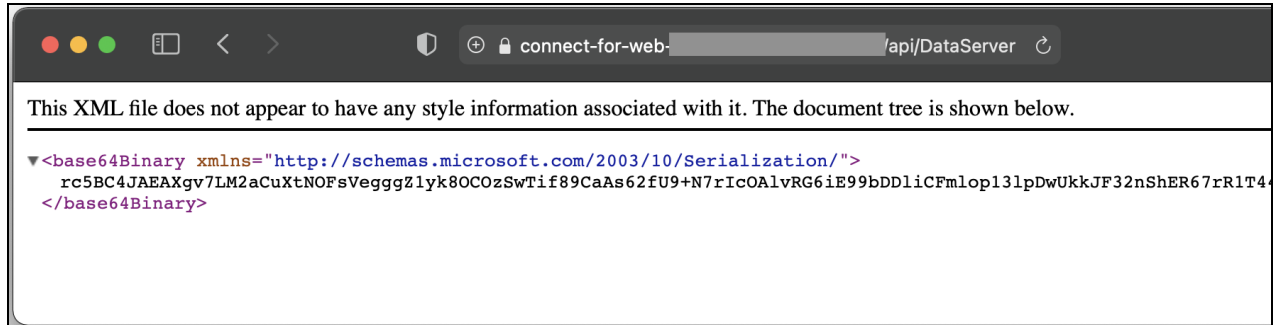 connect-for-web- /api/DataServer
This XML file does not appear to have any style information associated with it. The document tree is shown below.
▼<base64Binary xmlns="http://schemas.microsoft.com/2003/10/Serialization/">
rc5BC4JAEAXgv7LM2aCuXtNOFsVegggZ1yk8OCOzSwTif89CaAs62fU9+N7rIcOAlvRG6iE99bDDliCFmlop13lpDwUkkJF32nShER67rR1T44
</base64Binary>